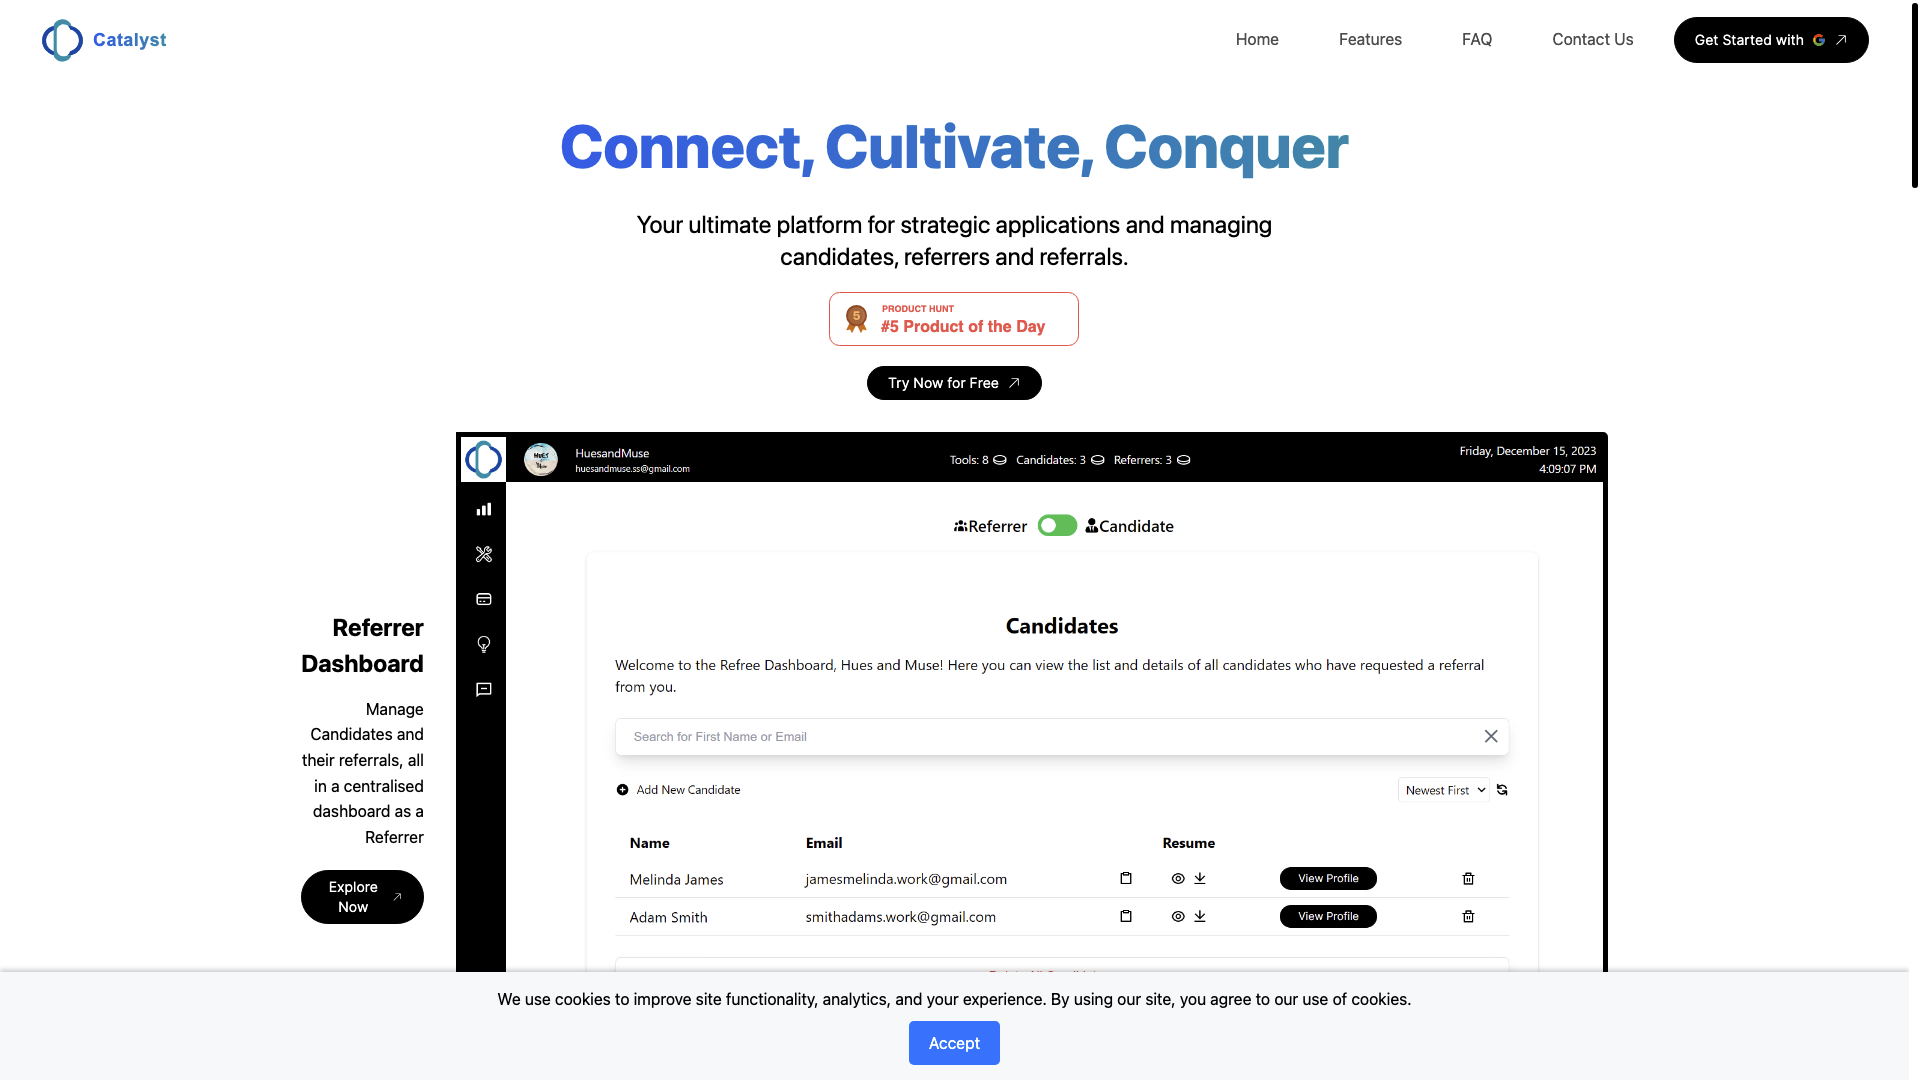 Catalyst
Home
Features
FAQ
Contact Us
Get Started with
Connect, Cultivate, Conquer
Your ultimate platform for strategic applications and managing
candidates, referrers and referrals.
5
PRODUCT HUNT
#5 Product of the Day
Try Now for Free
HUES
Muse
HuesandMuse
huesandmuse.ss@gmail.com
Tools: 8
Candidates: 3
Referrers: 3
Friday, December 15, 2023
4:09:07 PM
Referrer
Candidate
Referrer
Dashboard
Manage
Candidates and
their referrals, all
in a centralised
dashboard as a
Referrer
Explore
Now
Candidates
Welcome to the Refree Dashboard, Hues and Muse! Here you can view the list and details of all candidates who have requested a referral
from you.
Search for First Name or Email
Add New Candidate
Newest First
Name Email Resume
Melinda James jamesmelinda.work@gmail.com View Profile
Adam Smith smithadams.work@gmail.com View Profile
We use cookies to improve site functionality, analytics, and your experience. By using our site, you agree to our use of cookies.
Accept